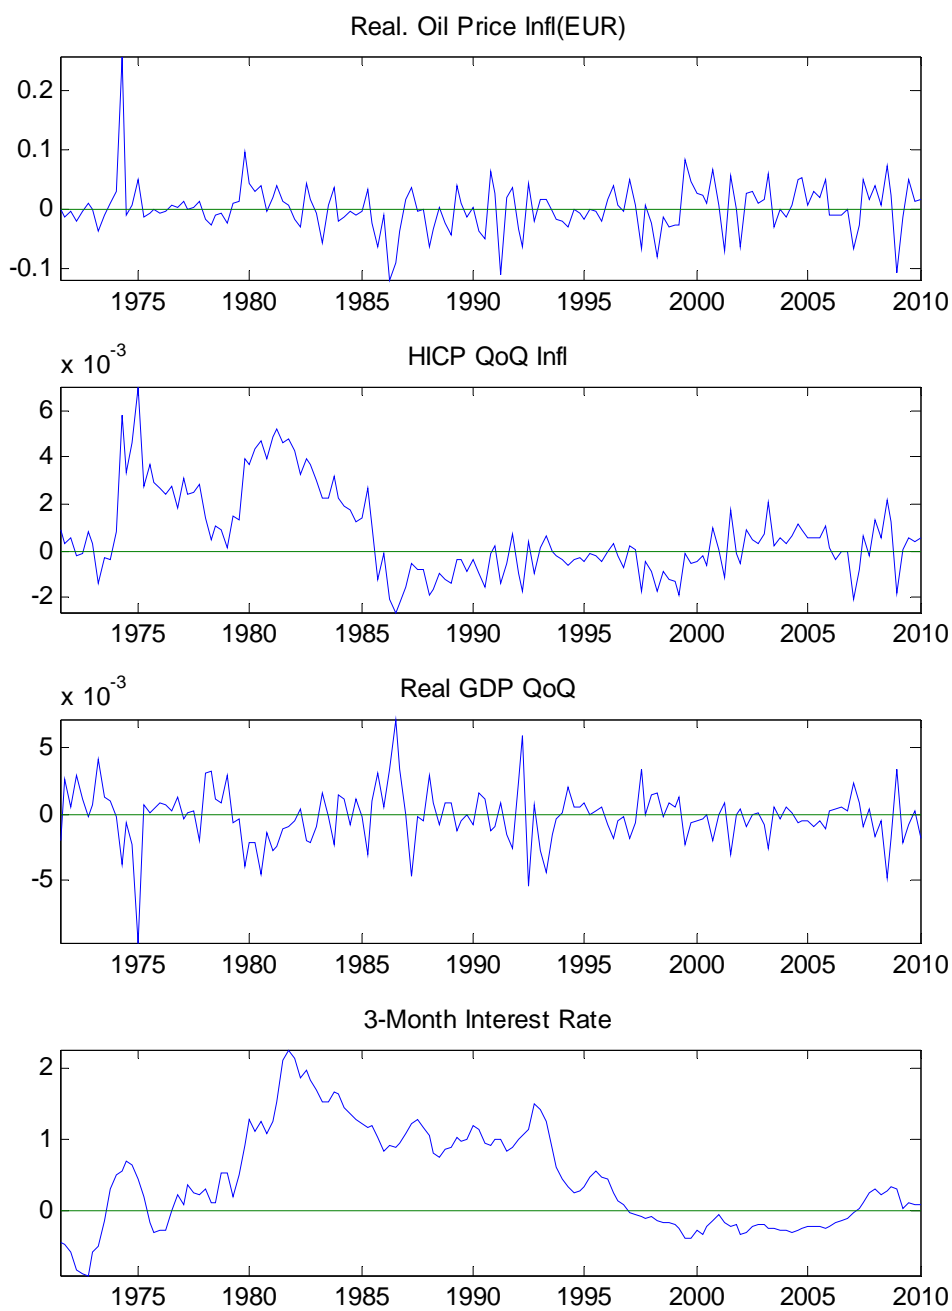 Real. Oil Price Infl(EUR)
0.2
0.1
0
-0.1
1975 1980 1985 1990 1995 2000 2005 2010
x 10-3
HICP QoQ Infl
6
4
2
0
-2
1975 1980 1985 1990 1995 2000 2005 2010
x 10-3
Real GDP QoQ
5
0
-5
1975 1980 1985 1990 1995 2000 2005 2010
3-Month Interest Rate
2
1
0
1975 1980 1985 1990 1995 2000 2005 2010